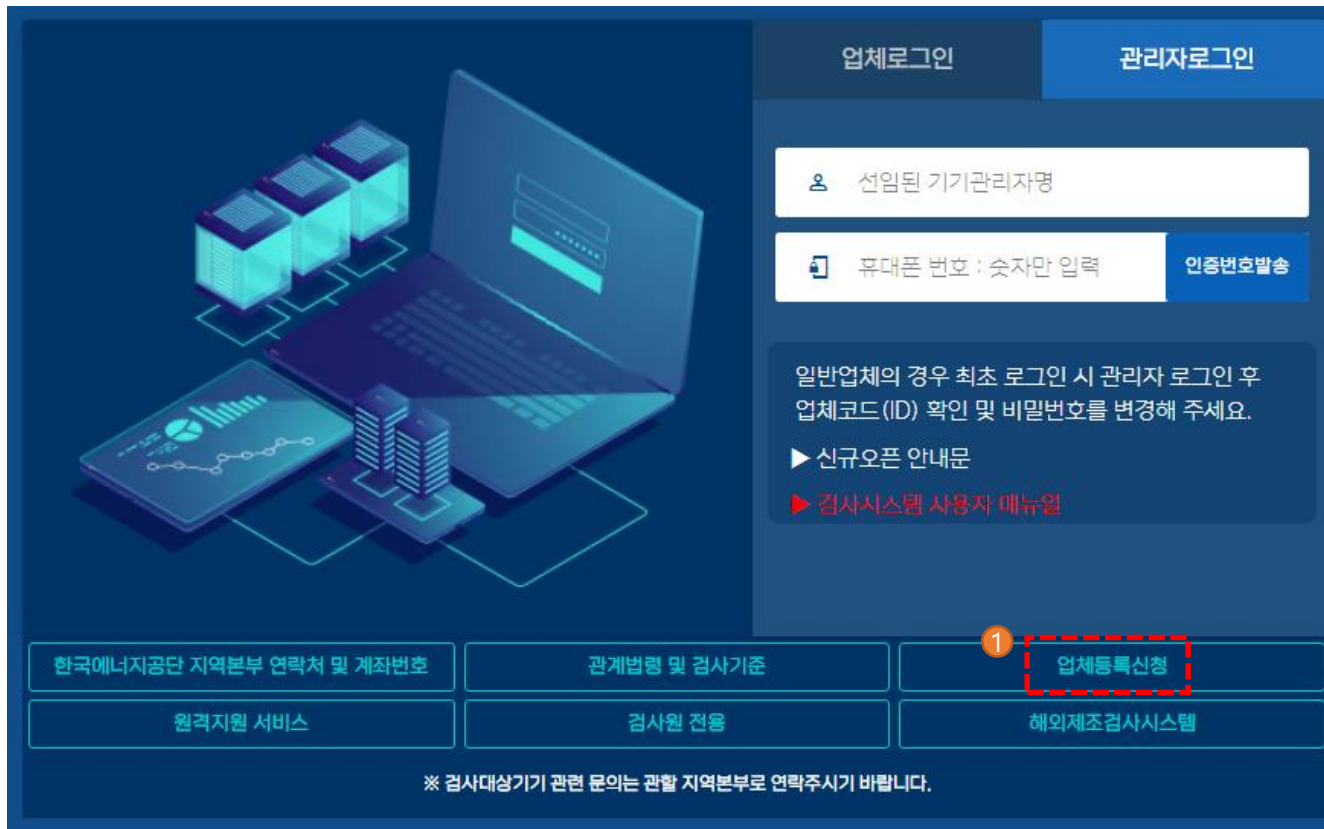 업체로그인
관리자로그인
선임된 기기관리자명
휴대폰 번호 : 숫자만 입력
인증번호발송
일반업체의 경우 최초 로그인 시 관리자 로그인 후
업체코드(ID) 확인 및 비밀번호를 변경해 주세요.
▶ 신규오픈 안내문
▶ 검사시스템 사용자 매뉴얼
1
한국에너지공단 지역본부 연락처 및 계좌번호
관계법령 및 검사기준
업체등록신청
원격지원 서비스
검사원 전용
해외제조검사시스템
※ 검사대상기기 관련 문의는 관할 지역본부로 연락주시기 바랍니다.